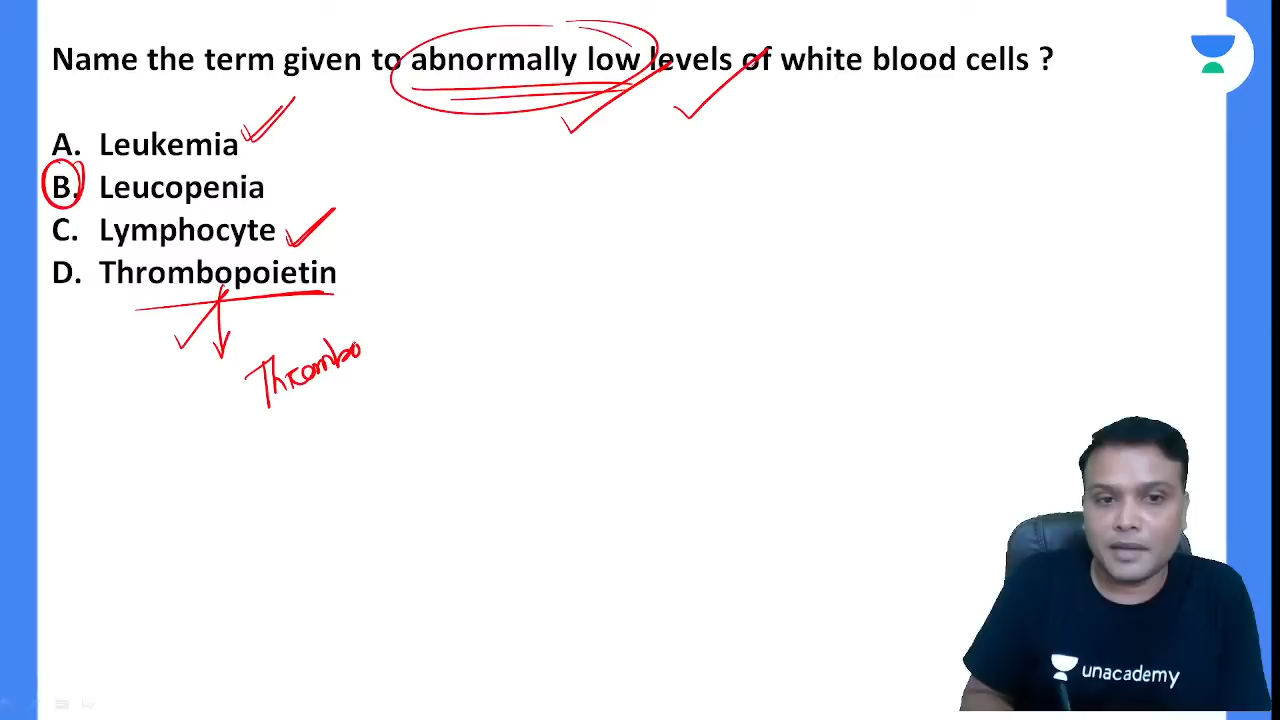 Name the term given to abnormally low levels of white blood cells ?
A. Leukemia
B. Leucopenia
C. Lymphocyte
D. Thrombopoietin
Thrombo
unacademy